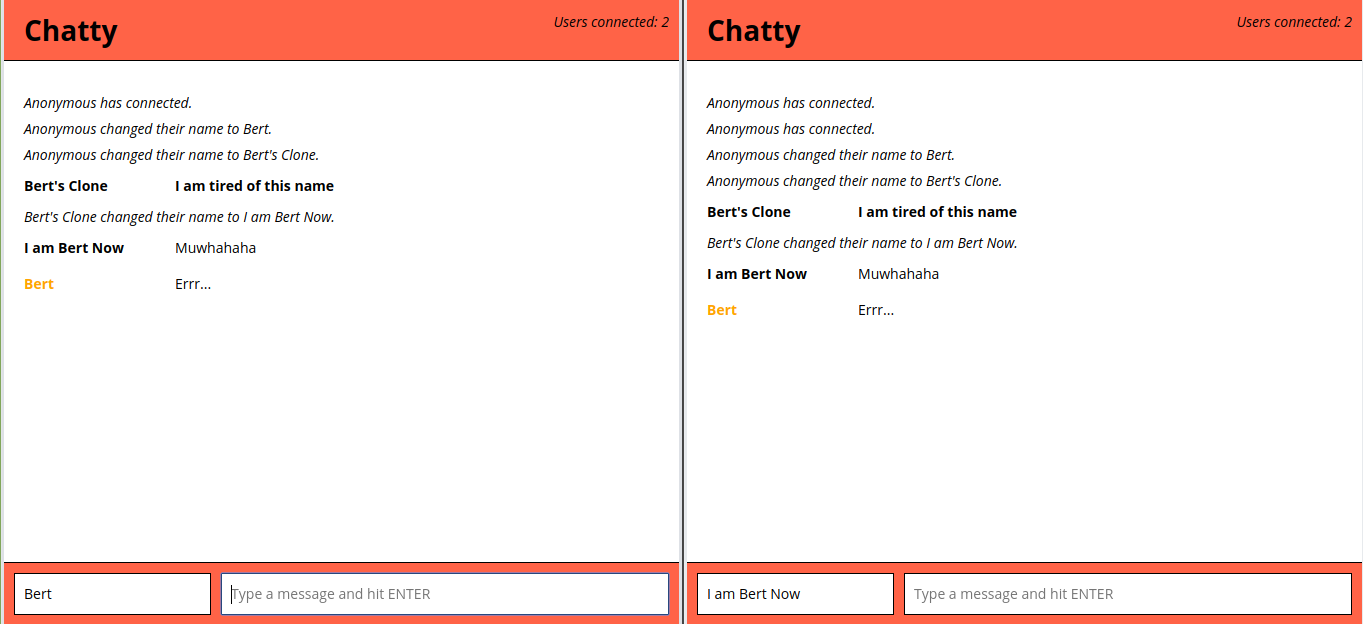 Chatty
Users connected: 2
Anonymous has connected.
Anonymous changed their name to Bert.
Anonymous changed their name to Bert's Clone.
Bert's Clone I am tired of this name
Bert's Clone changed their name to I am Bert Now.
I am Bert Now Muwhahaha
Bert Errr...
Bert Type a message and hit ENTER
Chatty
Users connected: 2
Anonymous has connected.
Anonymous has connected.
Anonymous changed their name to Bert.
Anonymous changed their name to Bert's Clone.
Bert's Clone I am tired of this name
Bert's Clone changed their name to I am Bert Now.
I am Bert Now Muwhahaha
Bert Errr...
I am Bert Now Type a message and hit ENTER